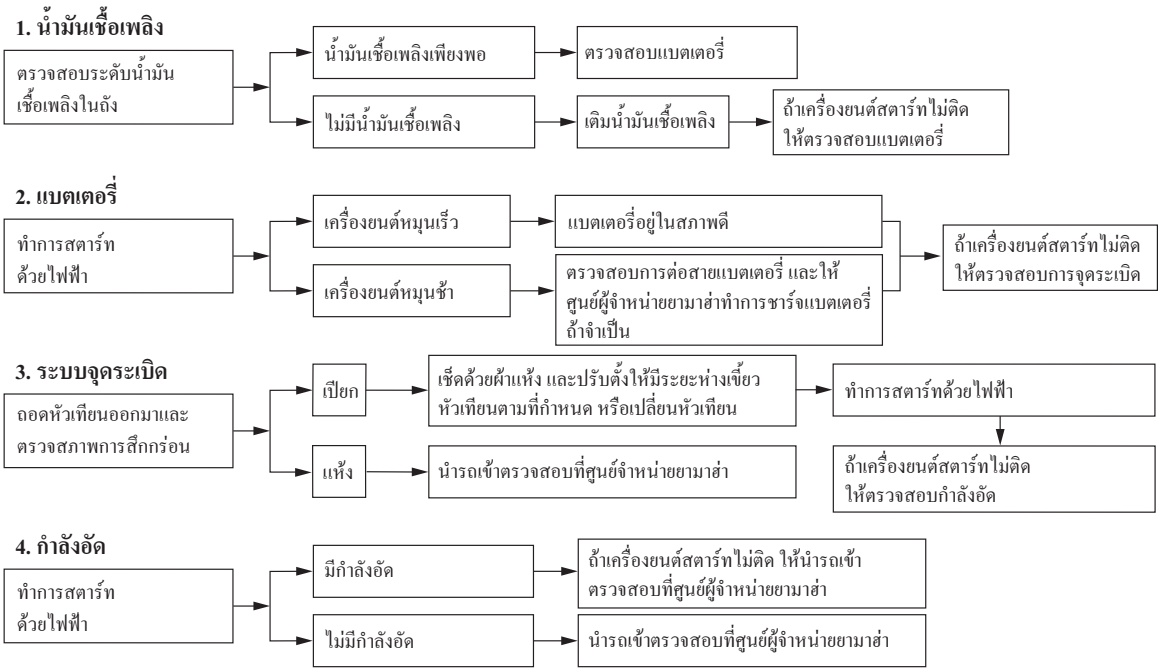 1. น้ำมันเชื้อเพลิง
ตรวจสอบระดับน้ำมัน
เชื้อเพลิงในถัง
น้ำมันเชื้อเพลิงเพียงพอ
ตรวจสอบแบตเตอรี่
ไม่มีน้ำมันเชื้อเพลิง
เติมน้ำมันเชื้อเพลิง
ถ้าเครื่องยนต์สตาร์ทไม่ติด
ให้ตรวจสอบแบตเตอรี่
2. แบตเตอรี่
ทำการสตาร์ท
ด้วยไฟฟ้า
เครื่องยนต์หมุนเร็ว
แบตเตอรี่อยู่ในสภาพดี
เครื่องยนต์หมุนช้า
ตรวจสอบการต่อสายแบตเตอรี่ และให้
ศูนย์ผู้จำหน่ายยามาฮ่าทำการชาร์จแบตเตอรี่
ถ้าจำเป็น
ถ้าเครื่องยนต์สตาร์ทไม่ติด
ให้ตรวจสอบการจุดระเบิด
3. ระบบจุดระเบิด
ถอดหัวเทียนออกมาและ
ตรวจสภาพการสึกกร่อน
เปียก
เช็ดด้วยผ้าแห้ง และปรับตั้งให้มีระยะห่างเขี้ยว
หัวเทียนตามที่กำหนด หรือเปลี่ยนหัวเทียน
ทำการสตาร์ทด้วยไฟฟ้า
แห้ง
นำรถเข้าตรวจสอบที่ศูนย์จำหน่ายยามาฮ่า
ถ้าเครื่องยนต์สตาร์ทไม่ติด
ให้ตรวจสอบกำลังอัด
4. กำลังอัด
ทำการสตาร์ท
ด้วยไฟฟ้า
มีกำลังอัด
ถ้าเครื่องยนต์สตาร์ทไม่ติด ให้นำรถเข้า
ตรวจสอบที่ศูนย์ผู้จำหน่ายยามาฮ่า
ไม่มีกำลังอัด
นำรถเข้าตรวจสอบที่ศูนย์ผู้จำหน่ายยามาฮ่า